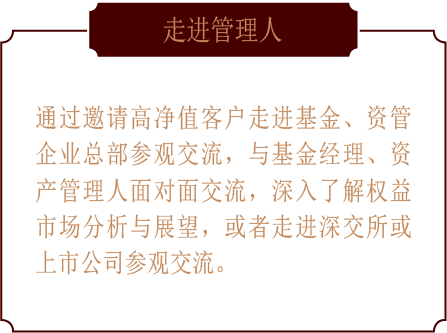 走进管理人
通过邀请高净值客户走进基金、资管
企业总部参观交流，与基金经理、资
产管理人面对面交流，深入了解权益
市场分析与展望，或者走进深交所或
上市公司参观交流。